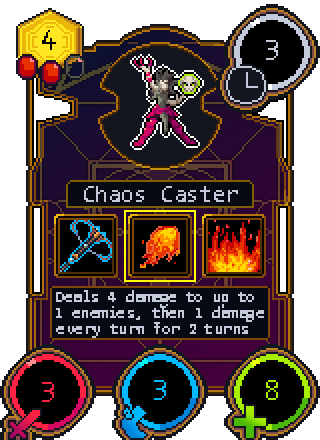 4
3
Chaos Caster
Deals 4 damage to up to
1 enemies, then 1 damage
every turn for 2 turns
3
3
8